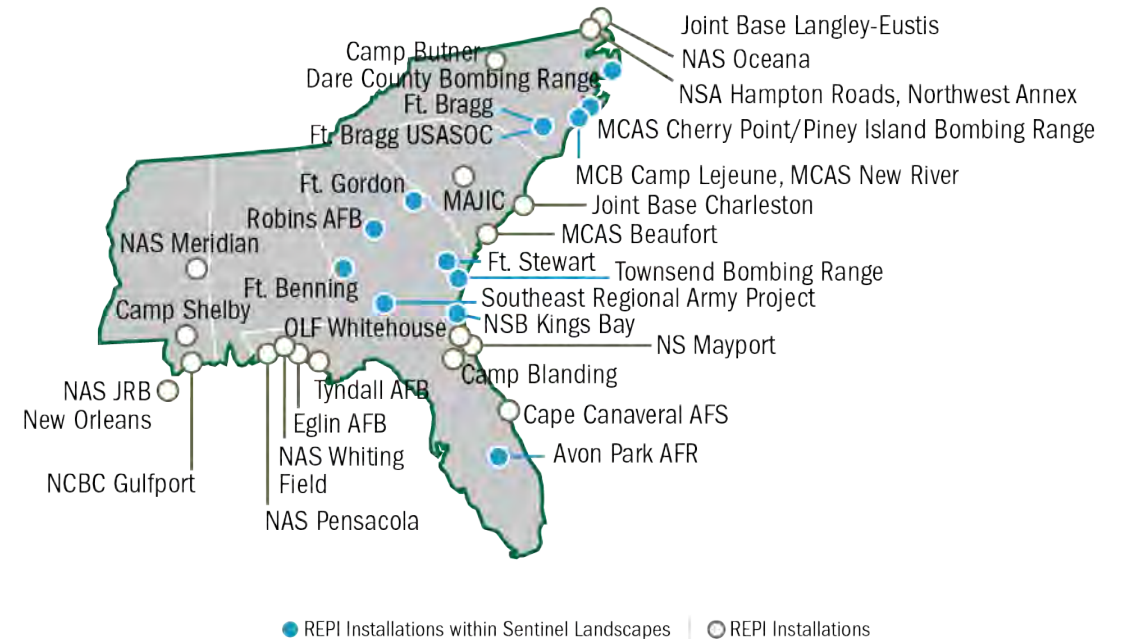 Joint Base Langley-Eustis
Camp Butner
NAS Oceana
Dare County Bombing Range
NSA Hampton Roads, Northwest Annex
Ft. Bragg
MCAS Cherry Point/Piney Island Bombing Range
Ft. Bragg USASOC
MCB Camp Lejeune, MCAS New River
Ft. Gordon
MAJIC
Joint Base Charleston
Robins AFB
MCAS Beaufort
NAS Meridian
Ft. Stewart
Townsend Bombing Range
Ft. Benning
Southeast Regional Army Project
Camp Shelby
OLF Whitehouse
NSB Kings Bay
NS Mayport
Camp Blanding
NAS JRB
New Orleans
Tyndall AFB
Cape Canaveral AFS
Eglin AFB
Avon Park AFR
NAS Whiting
Field
NCBC Gulfport
NAS Pensacola
REPI Installations within Sentinel Landscapes
REPI Installations